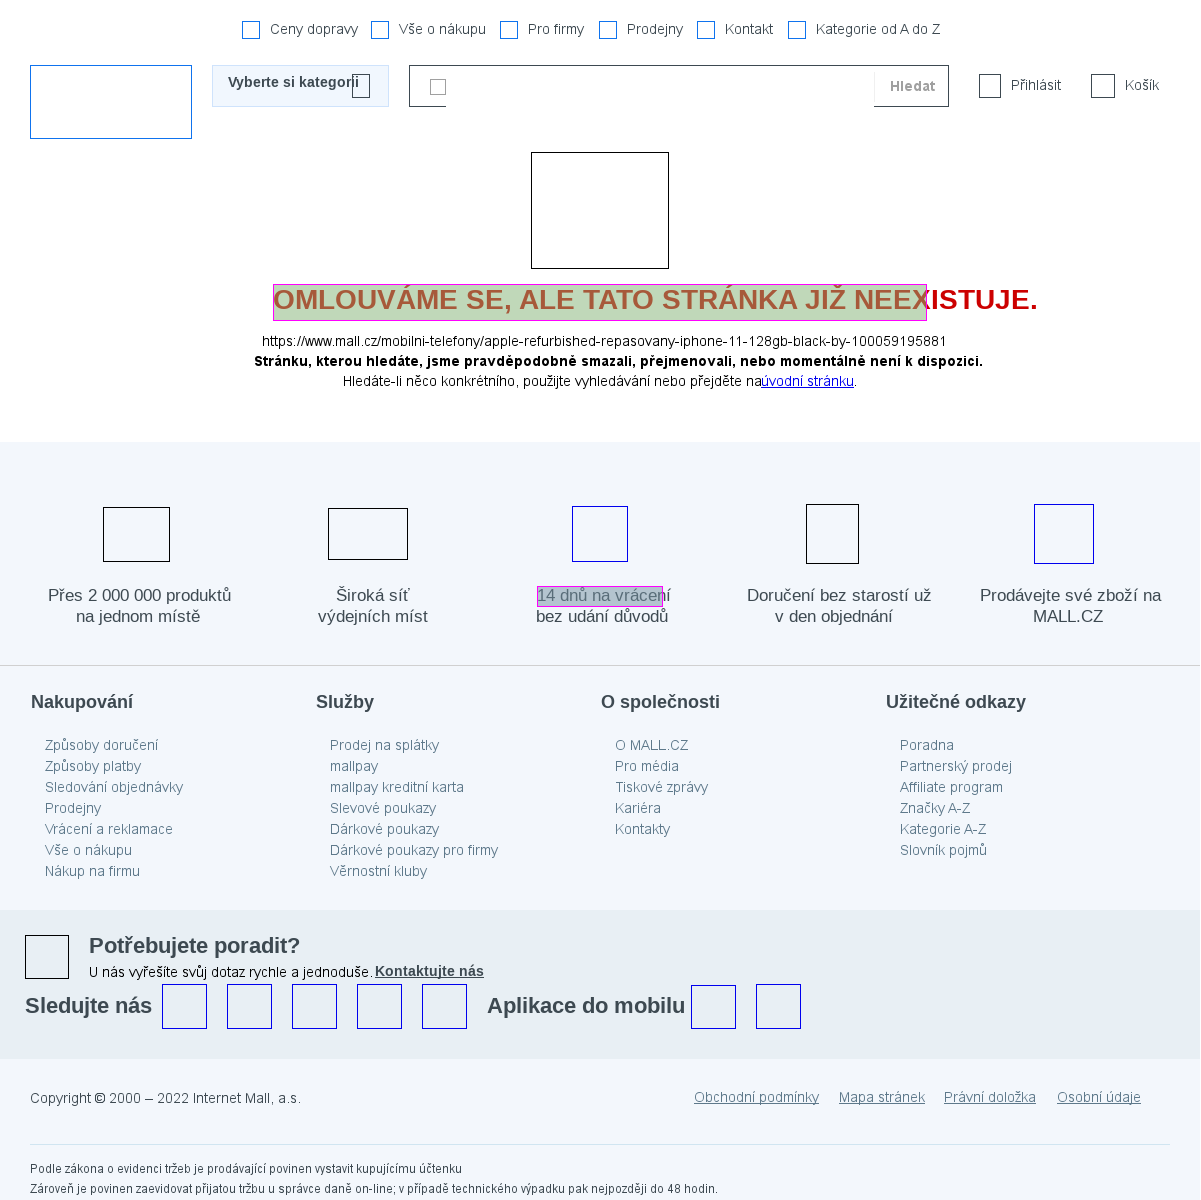 Ceny dopravy Vše o nákupu Pro firmy Prodejny Kontakt Kategorie od A do Z
Vyberte si kategorii Hledat Přihlásit Košík
OMLOUVÁME SE, ALE TATO STRÁNKA JIŽ NEEXISTUJE.
https://www.mall.cz/mobilni-telefony/apple-refurbished-repasovany-iphone-11-128gb-black-by-100059195881
Stránku, kterou hledáte, jsme pravděpodobně smazali, přejmenovali, nebo momentálně není k dispozici.
Hledáte-li něco konkrétního, použijte vyhledávání nebo přejděte na úvodní stránku.
Přes 2 000 000 produktů
na jednom místě
Široká síť
výdejních míst
14 dnů na vrácení
bez udání důvodů
Doručení bez starostí už
v den objednání
Prodávejte své zboží na
MALL.CZ
Nakupování
Způsoby doručení
Způsoby platby
Sledování objednávky
Prodejny
Vrácení a reklamace
Vše o nákupu
Nákup na firmu
Služby
Prodej na splátky
mallpay
mallpay kreditní karta
Slevové poukazy
Dárkové poukazy
Dárkové poukazy pro firmy
Věrnostní kluby
O společnosti
O MALL.CZ
Pro média
Tiskové zprávy
Kariéra
Kontakty
Užitečné odkazy
Poradna
Partnerský prodej
Affiliate program
Značky A-Z
Kategorie A-Z
Slovník pojmů
Potřebujete poradit?
U nás vyřešíte svůj dotaz rychle a jednoduše. Kontaktujte nás
Sledujte nás Aplikace do mobilu
Copyright © 2000 – 2022 Internet Mall, a.s. Obchodní podmínky Mapa stránek Právní doložka Osobní údaje
Podle zákona o evidenci tržeb je prodávající povinen vystavit kupujícímu účtenku
Zároveň je povinen zaevidovat přijatou tržbu u správce daně on-line; v případě technického výpadku pak nejpozději do 48 hodin.